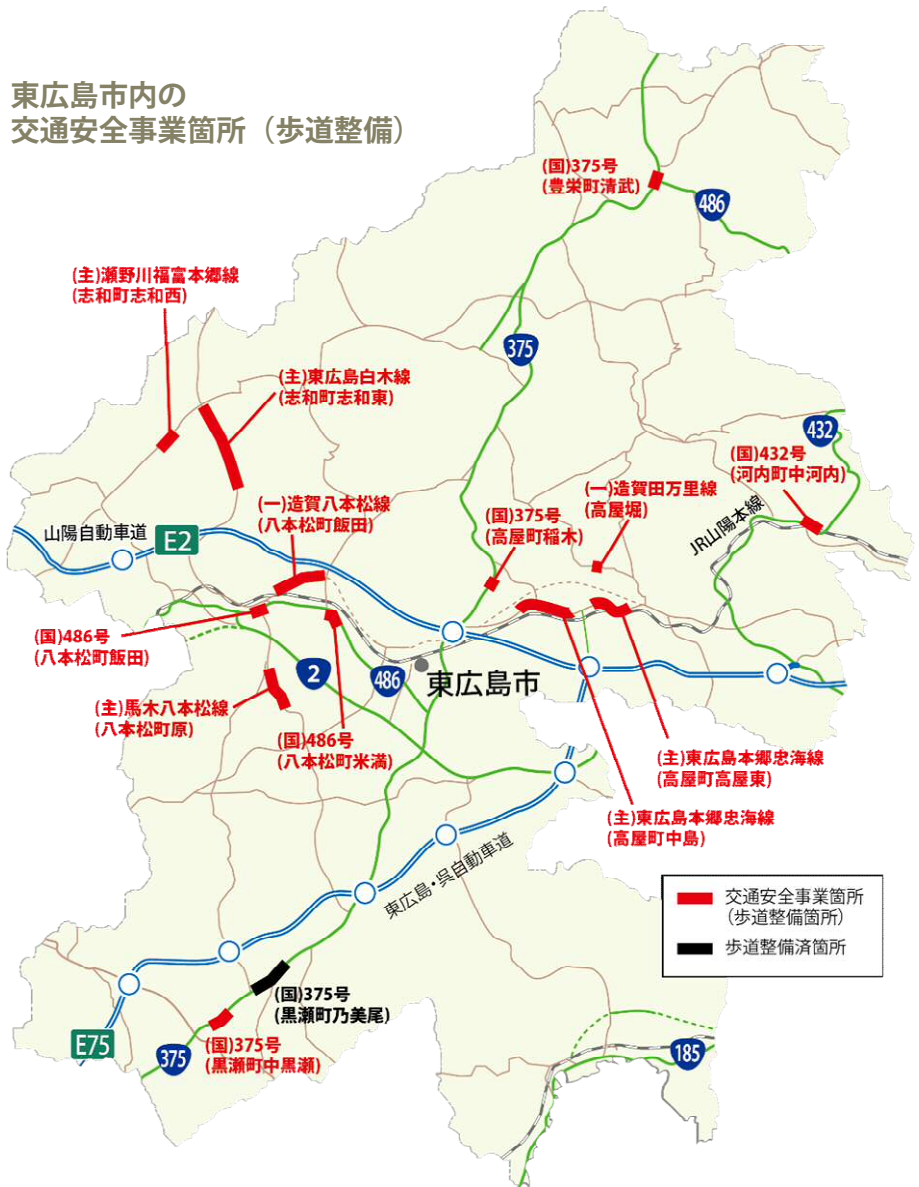 東広島市内の
交通安全事業箇所（歩道整備）
(国)375号
(豊栄町清武)
486
(主)瀬野川福富本郷線
(志和町志和西)
375
(主)東広島白木線
(志和町志和東)
432
(国)432号
(河内町中河内)
(一)造賀八本松線
(八本松町飯田)
(国)375号
(高屋町稲木)
(一)造賀田万里線
(高屋堀)
JR山陽本線
山陽自動車道
E2
(国)486号
(八本松町飯田)
2
486
東広島市
(主)馬木八本松線
(八本松町原)
(国)486号
(八本松町米満)
(主)東広島本郷忠海線
(高屋町高屋東)
(主)東広島本郷忠海線
(高屋町中島)
東広島・呉自動車道
交通安全事業箇所
（歩道整備箇所）
歩道整備済箇所
(国)375号
(黒瀬町乃美尾)
E75
375
(国)375号
(黒瀬町中黒瀬)
185